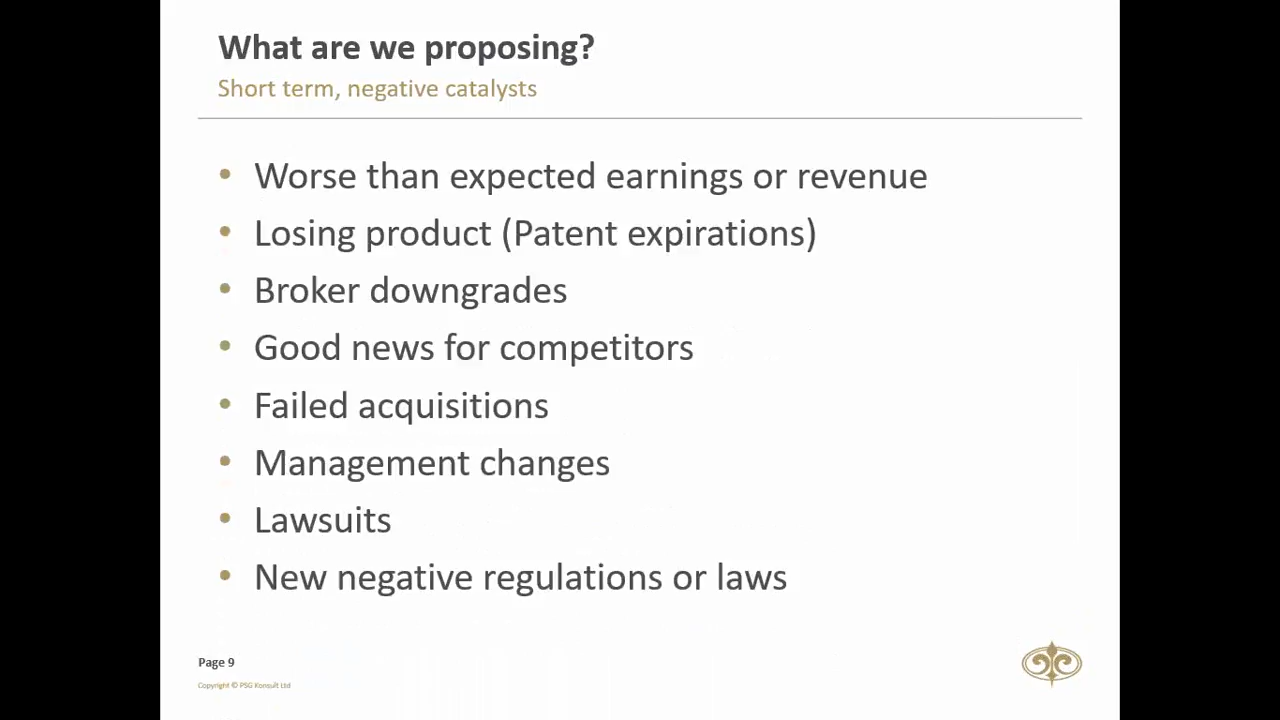 What are we proposing?
Short term, negative catalysts
• Worse than expected earnings or revenue
• Losing product (Patent expirations)
• Broker downgrades
• Good news for competitors
• Failed acquisitions
• Management changes
• Lawsuits
• New negative regulations or laws
Page 9
Copyright © PSG Konsult Ltd